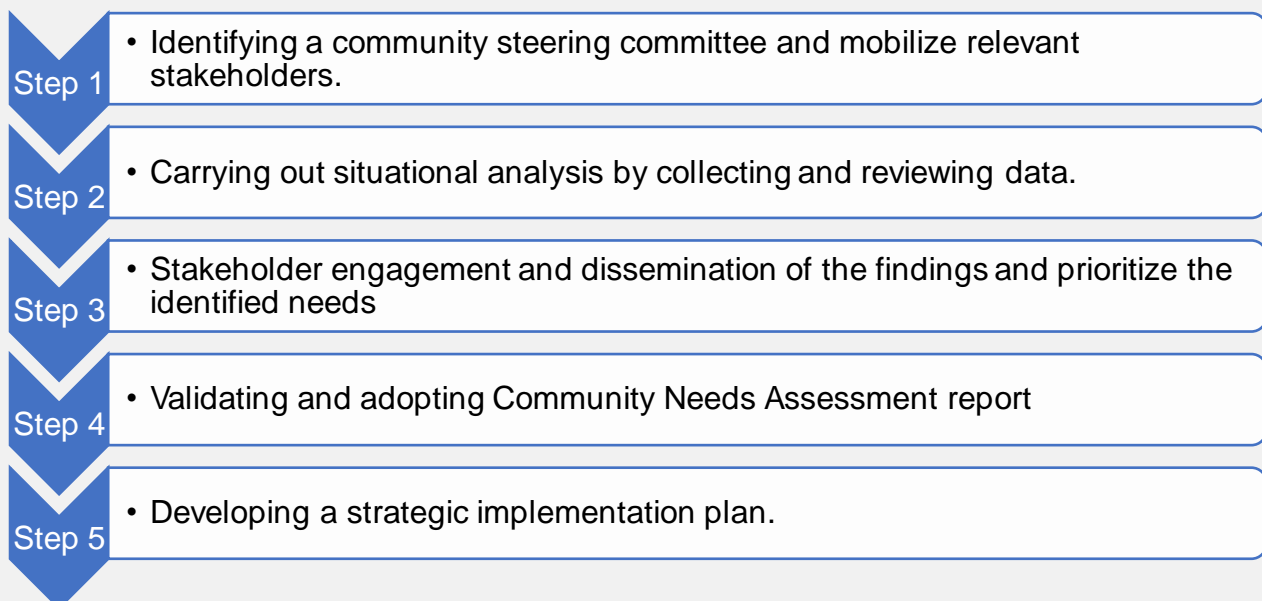 Step 1
• Identifying a community steering committee and mobilize relevant
stakeholders.
Step 2
• Carrying out situational analysis by collecting and reviewing data.
Step 3
• Stakeholder engagement and dissemination of the findings and prioritize the
identified needs
Step 4
• Validating and adopting Community Needs Assessment report
Step 5
• Developing a strategic implementation plan.